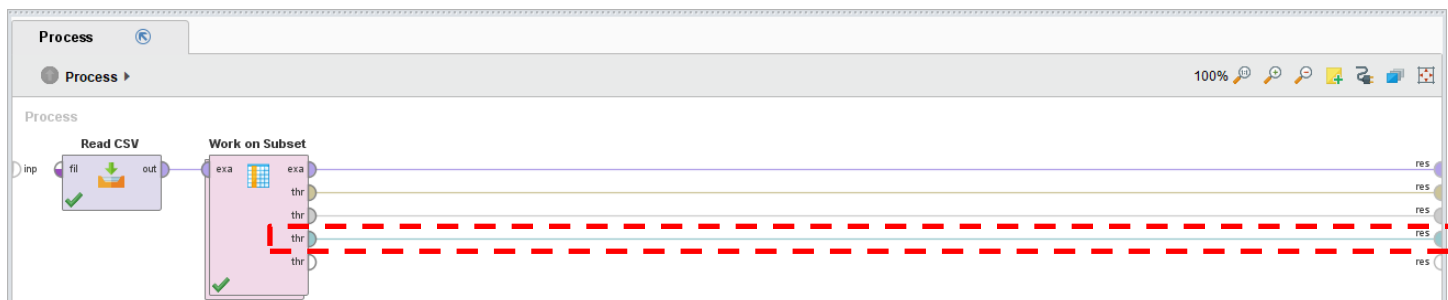 Process
Process
100%
Process
Read CSV
Work on Subset
inp
fil
out
exa
exa
res
thr
res
thr
res
thr
res
thr
res